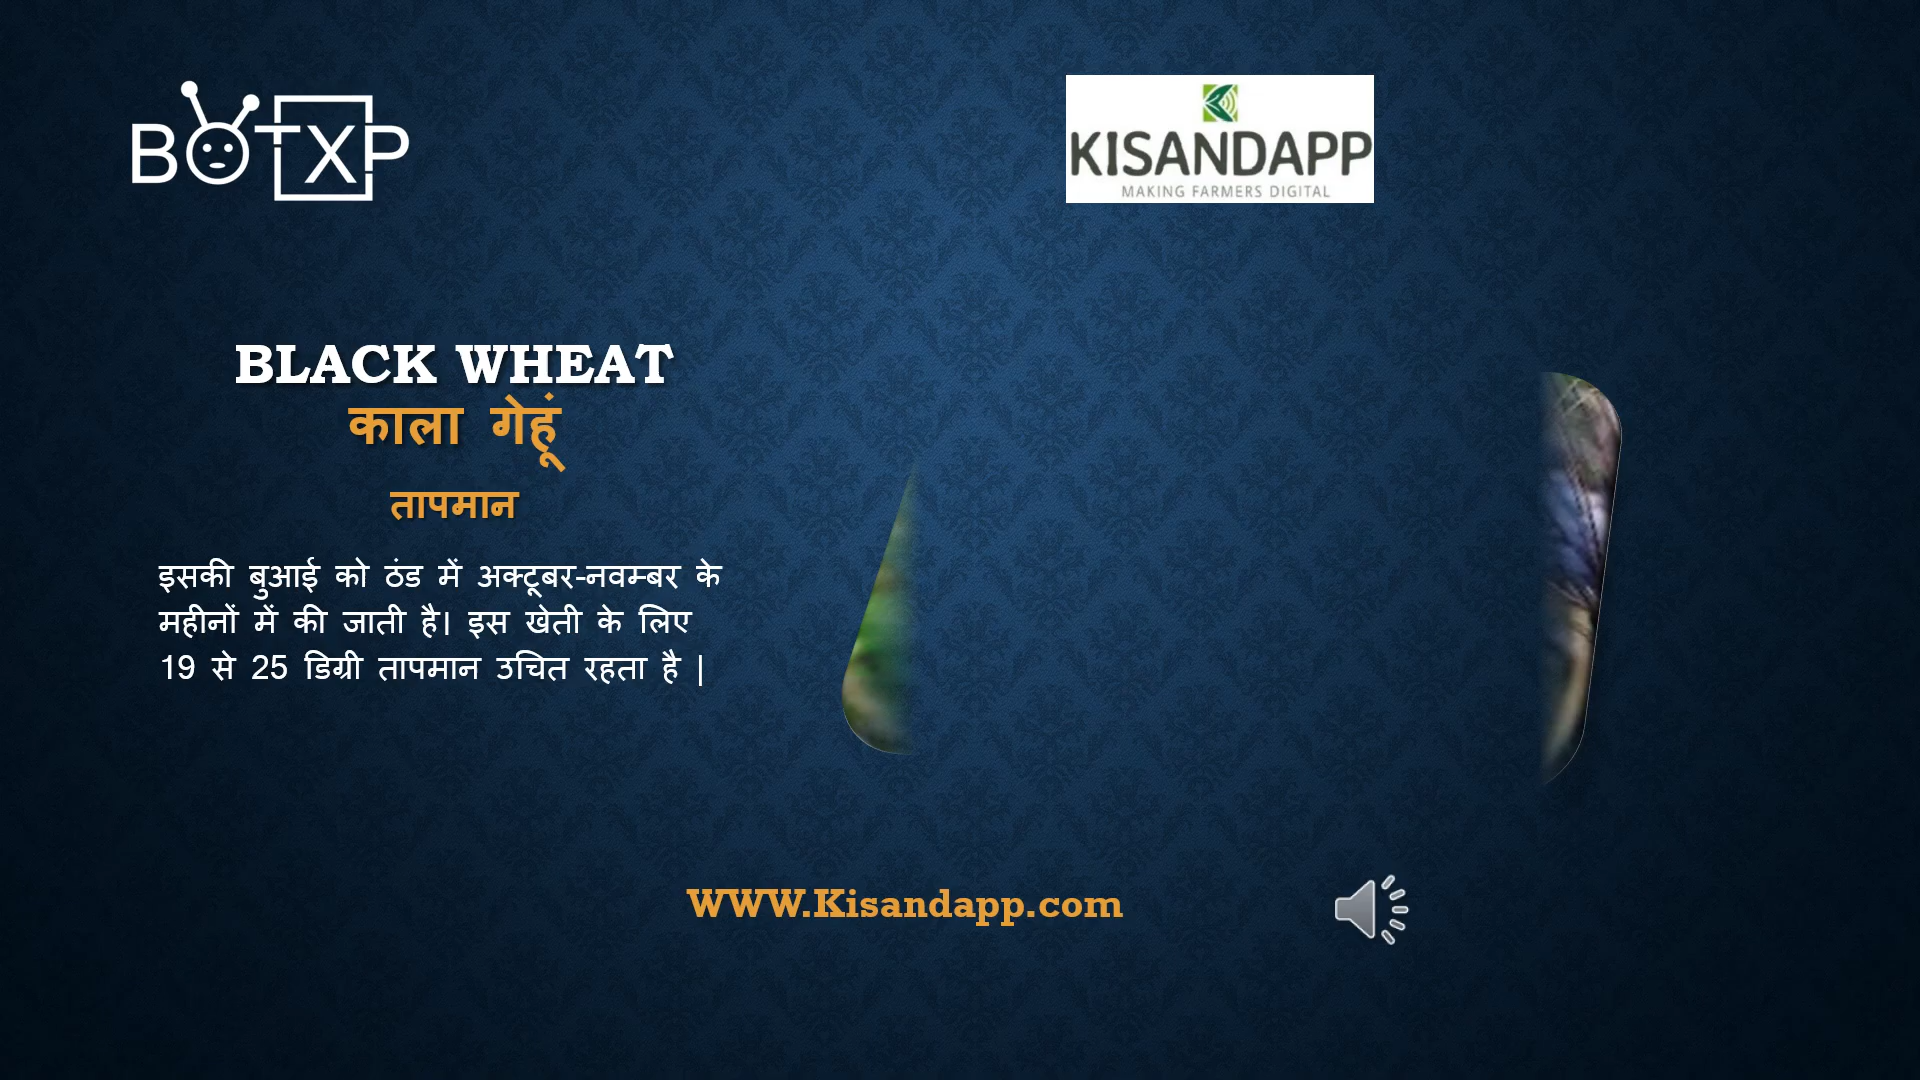 BOTXP
KISANDAPP
MAKING FARMERS DIGITAL
BLACK WHEAT
काला गेहूं
तापमान
इसकी बुआई को ठंड में अक्टूबर-नवम्बर के
महीनों में की जाती है। इस खेती के लिए
19 से 25 डिग्री तापमान उचित रहता है |
WWW.Kisandapp.com